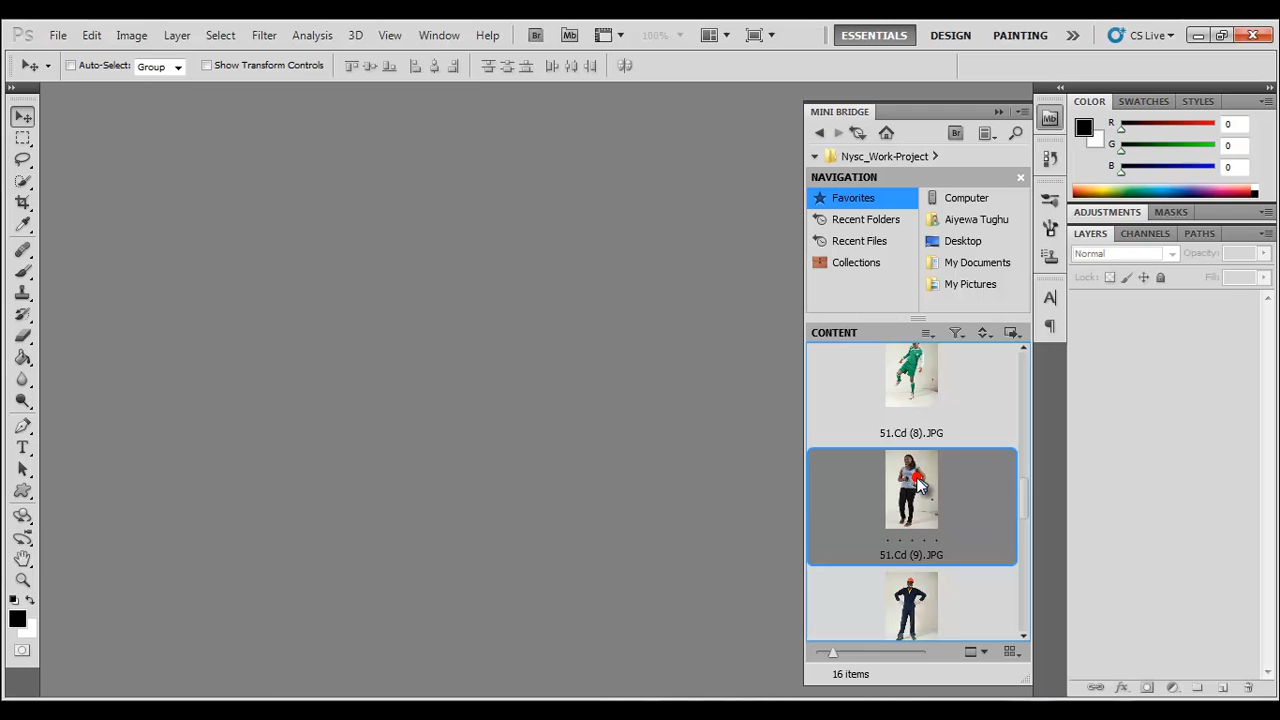 Ps File Edit Image Layer Select Filter Analysis 3D View Window Help Br Mb 100% ESSENTIALS DESIGN PAINTING CS Live
Auto-Select: Group Show Transform Controls
MINI BRIDGE
Br
Nysc_Work-Project
NAVIGATION
Favorites Computer
Recent Folders Aiyewa Tughu
Recent Files Desktop
Collections My Documents
My Pictures
CONTENT
51.Cd (8).JPG
51.Cd (9).JPG
16 items
Mb
COLOR SWATCHES STYLES
R 0
G 0
B 0
ADJUSTMENTS MASKS
LAYERS CHANNELS PATHS
Normal Opacity:
Lock: Fill: